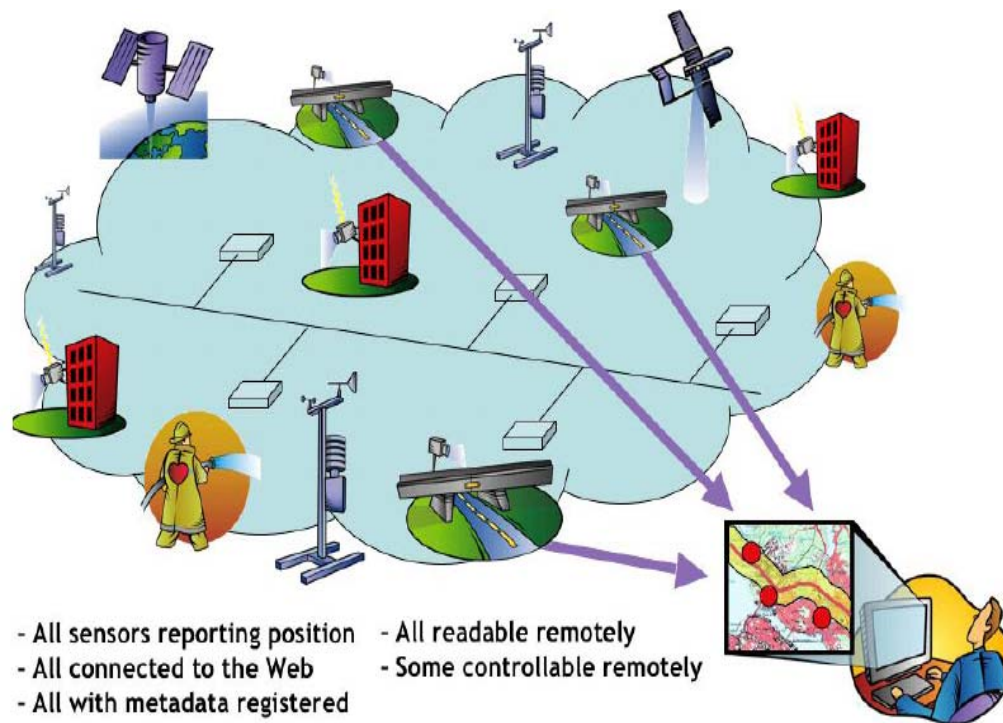 - All sensors reporting position
- All connected to the Web
- All with metadata registered
- All readable remotely
- Some controllable remotely